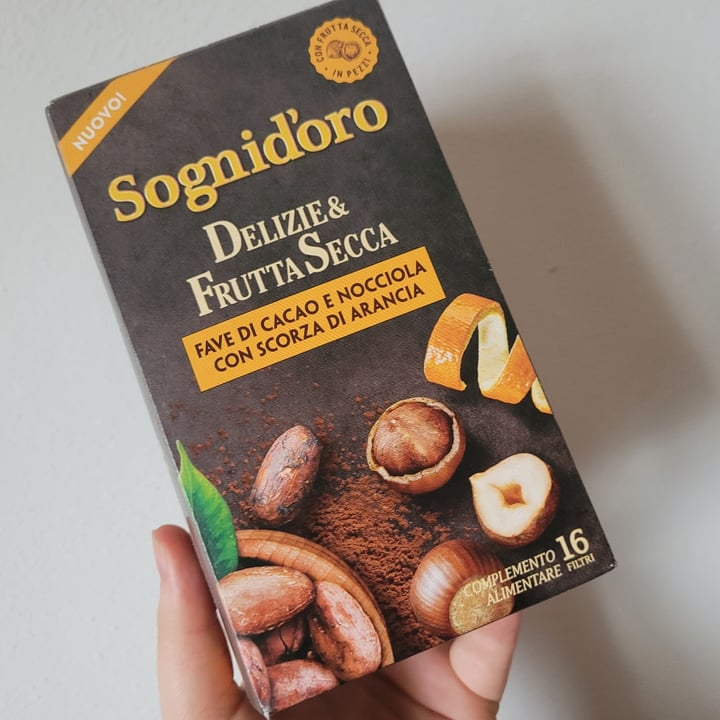 CON FRUTTA SECCA
IN PEZZI
NUOVO!
Sognid'oro
DELIZIE &
FRUTTA SECCA
FAVE DI CACAO E NOCCIOLA
CON SCORZA DI ARANCIA
COMPLEMENTO
ALIMENTARE
16
FILTRI